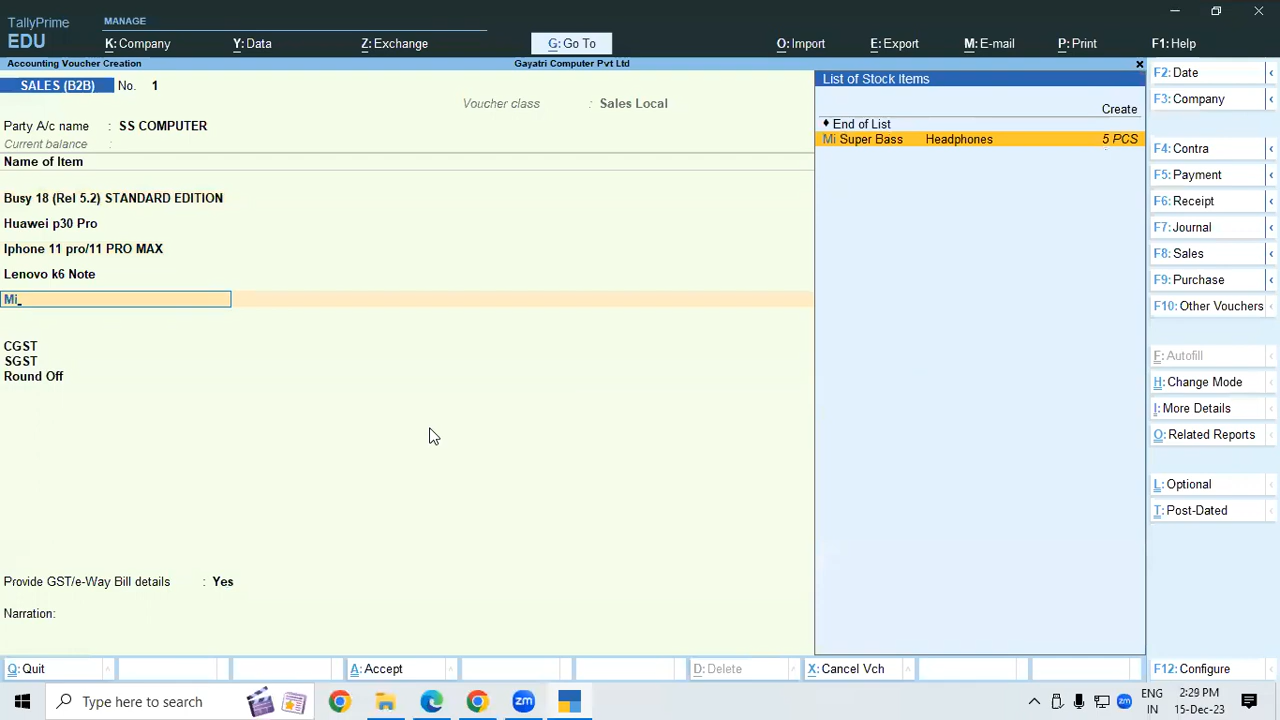 TallyPrime
EDU
MANAGE
K: Company
Y: Data
Z: Exchange
G: Go To
O: Import
E: Export
M: E-mail
P: Print
F1: Help
Accounting Voucher Creation
Gayatri Computer Pvt Ltd
SALES (B2B) No. 1
Voucher class : Sales Local
Party A/c name : SS COMPUTER
Current balance :
Name of Item
Busy 18 (Rel 5.2) STANDARD EDITION
Huawei p30 Pro
Iphone 11 pro/11 PRO MAX
Lenovo k6 Note
Mi
CGST
SGST
Round Off
Provide GST/e-Way Bill details : Yes
Narration:
List of Stock Items
Create
End of List
Mi Super Bass Headphones 5 PCS
F2: Date
F3: Company
F4: Contra
F5: Payment
F6: Receipt
F7: Journal
F8: Sales
F9: Purchase
F10: Other Vouchers
F: Autofill
H: Change Mode
I: More Details
O: Related Reports
L: Optional
T: Post-Dated
Q: Quit
A: Accept
D: Delete
X: Cancel Vch
F12: Configure
Type here to search
zm
zm
ENG
IN
2:29 PM
15-Dec-23